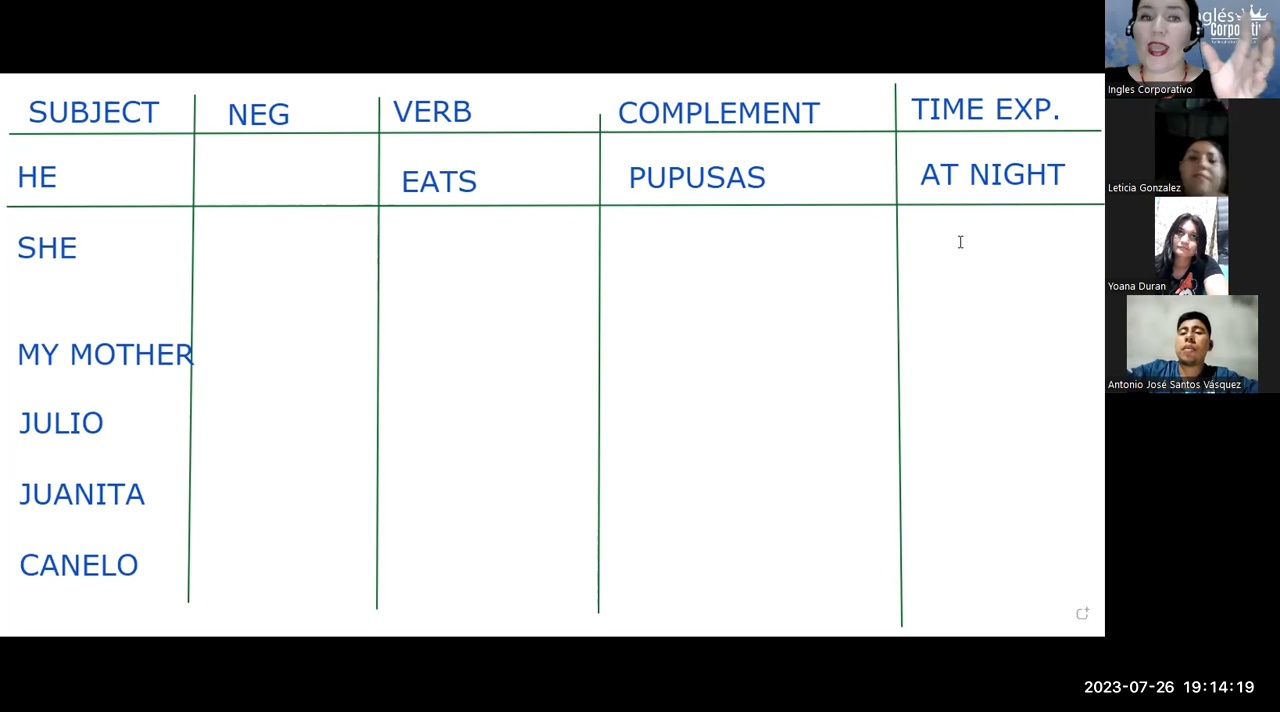 SUBJECT NEG VERB COMPLEMENT TIME EXP.
HE EATS PUPUSAS AT NIGHT
SHE
MY MOTHER
JULIO
JUANITA
CANELO
Ingles Corporativo
Leticia Gonzalez
Yoana Duran
Antonio José Santos Vásquez
2023-07-26 19:14:19